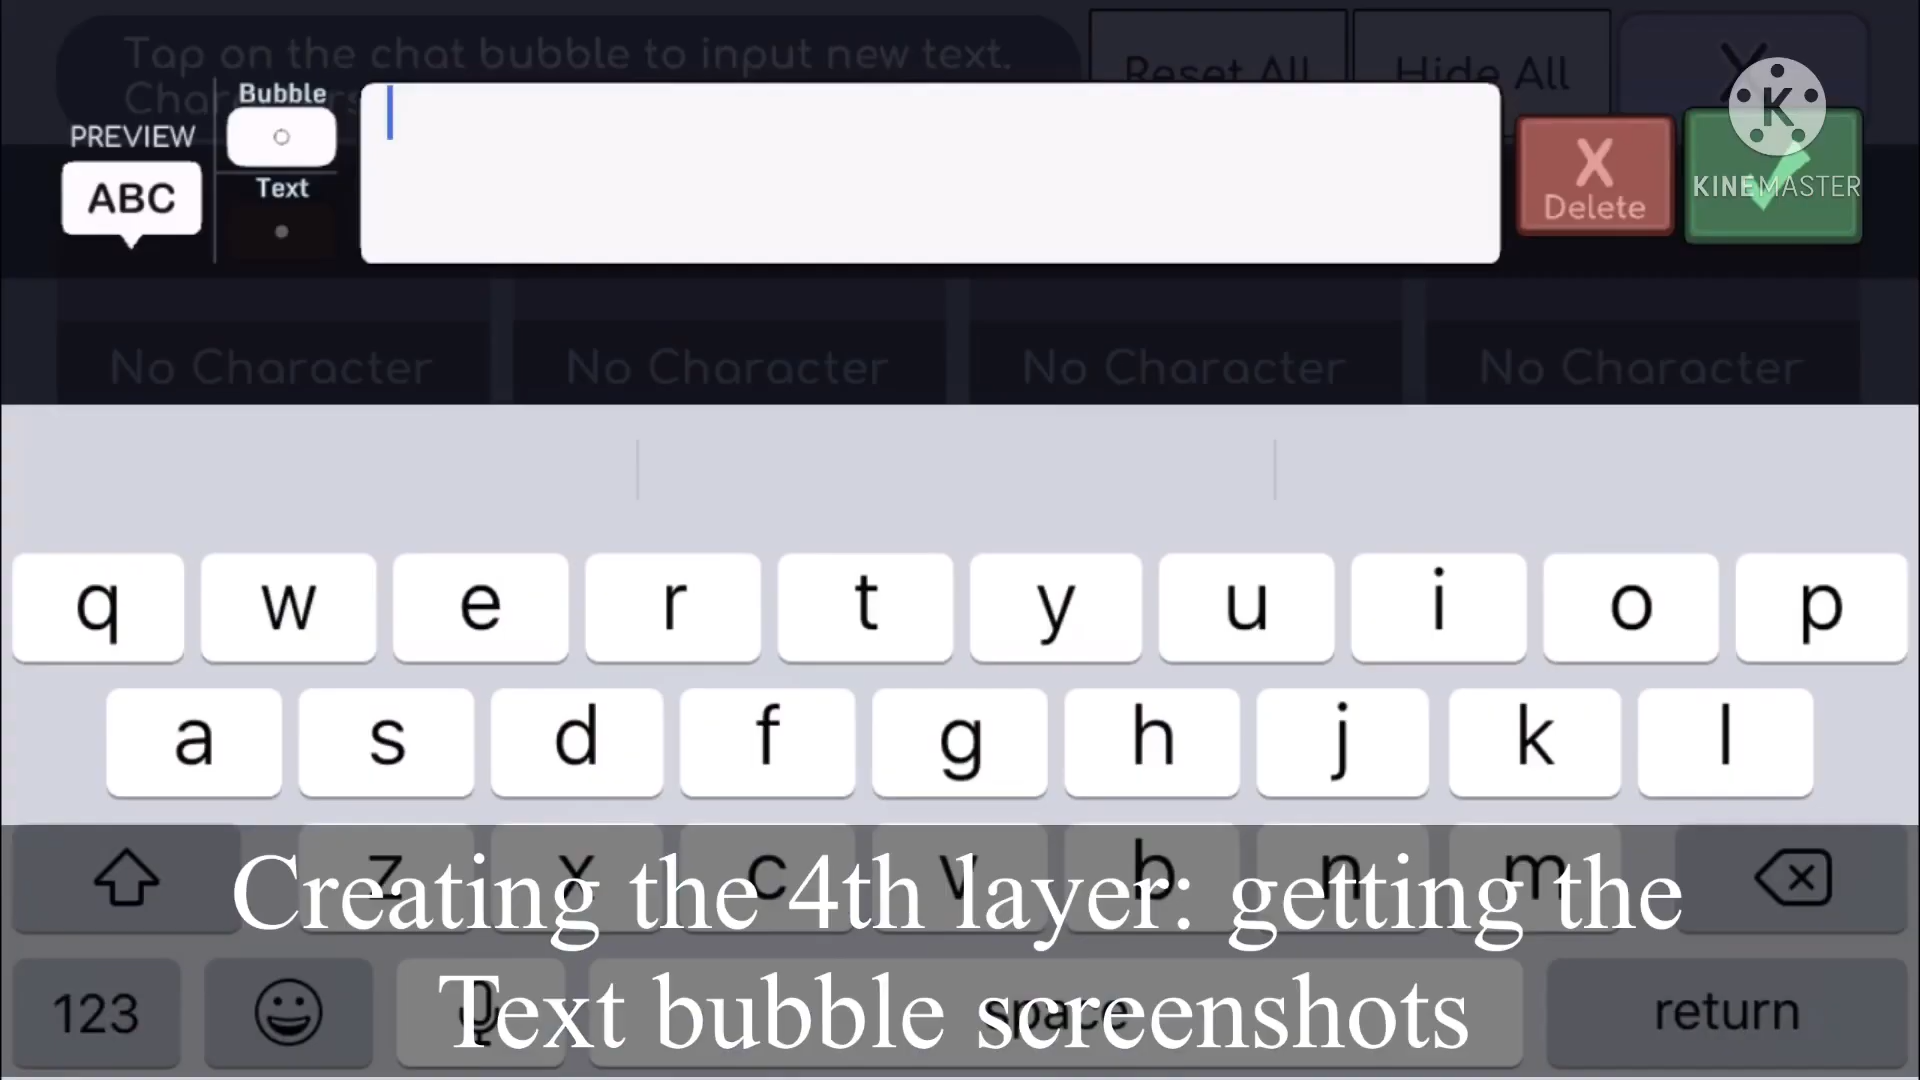 Tap on the chat bubble to input new text.
Reset All
Hide All
X
Bubble
PREVIEW
ABC
Text
X
Delete
K
KINEMASTER
No Character
No Character
No Character
No Character
q w e r t y u i o p
a s d f g h j k l
z x c v b n m
Creating the 4th layer: getting the
Text bubble screenshots
123
space
return